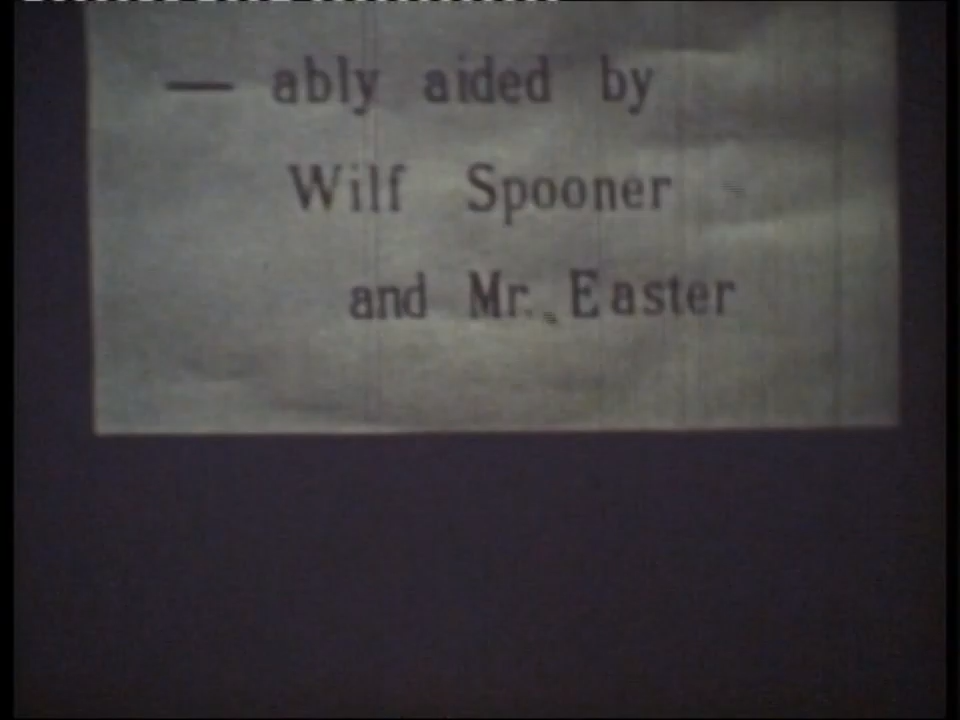 — ably aided by
Wilf Spooner
and Mr. Easter